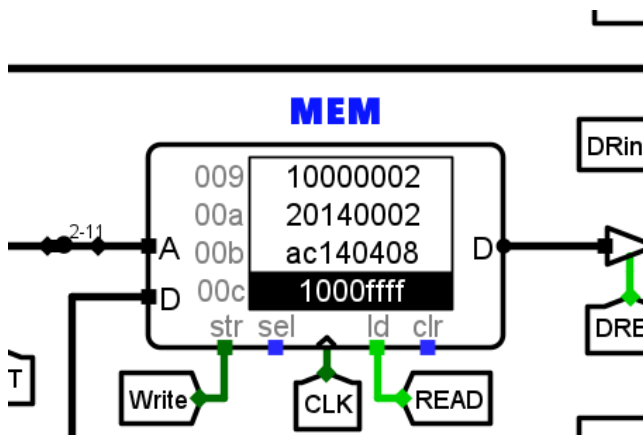 MEM
DRin
009 10000002
00a 20140002
2-11
00b ac140408
A D
D 00c 1000ffff
str sel ld clr
DRE
T
Write CLK READ